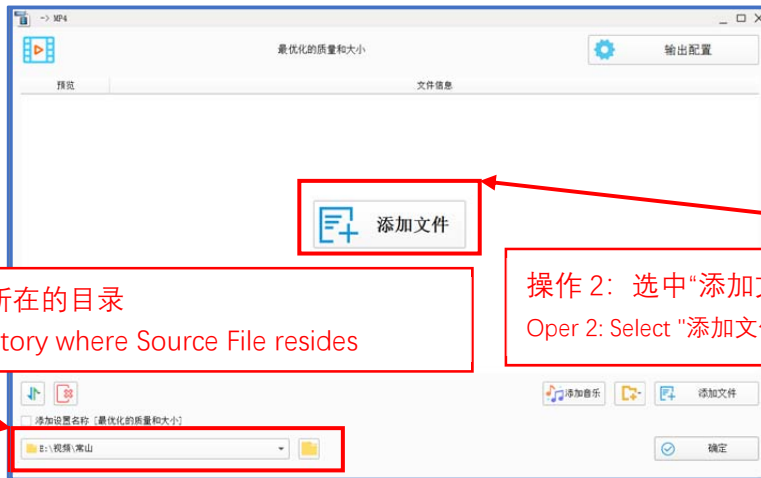 -> MP4
最优化的质量和大小
输出配置
预览
文件信息
添加文件
所在的目录
tory where Source File resides
操作 2：选中“添加文
Oper 2: Select "添加文
添加音乐
添加文件
添加设置名称 [最优化的质量和大小]
E:\视频\常山
确定